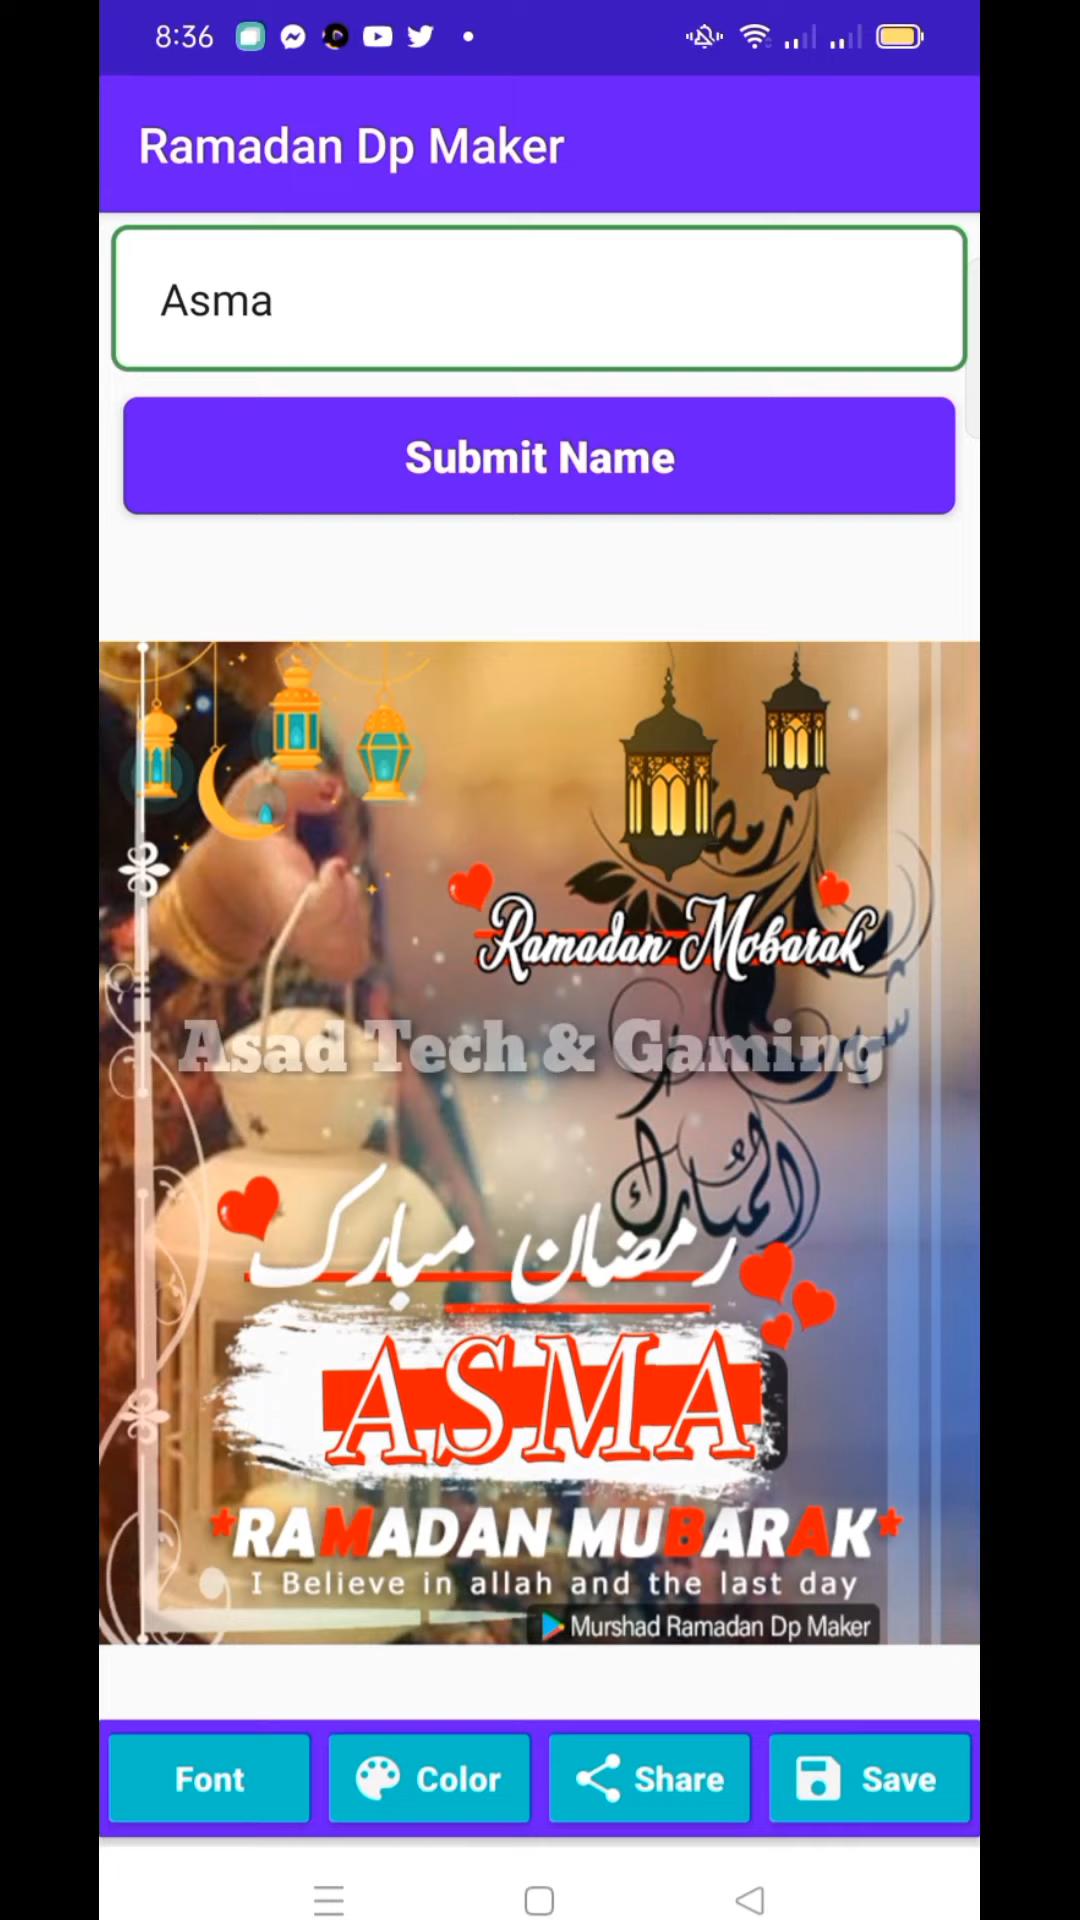 8:36
Ramadan Dp Maker
Asma
Submit Name
Ramadan Mobarak
Asad Tech & Gaming
المبارك
رمضان مبارک
ASMA
*RAMADAN MUBARAK*
I Believe in allah and the last day
Murshad Ramadan Dp Maker
Font
Color
Share
Save